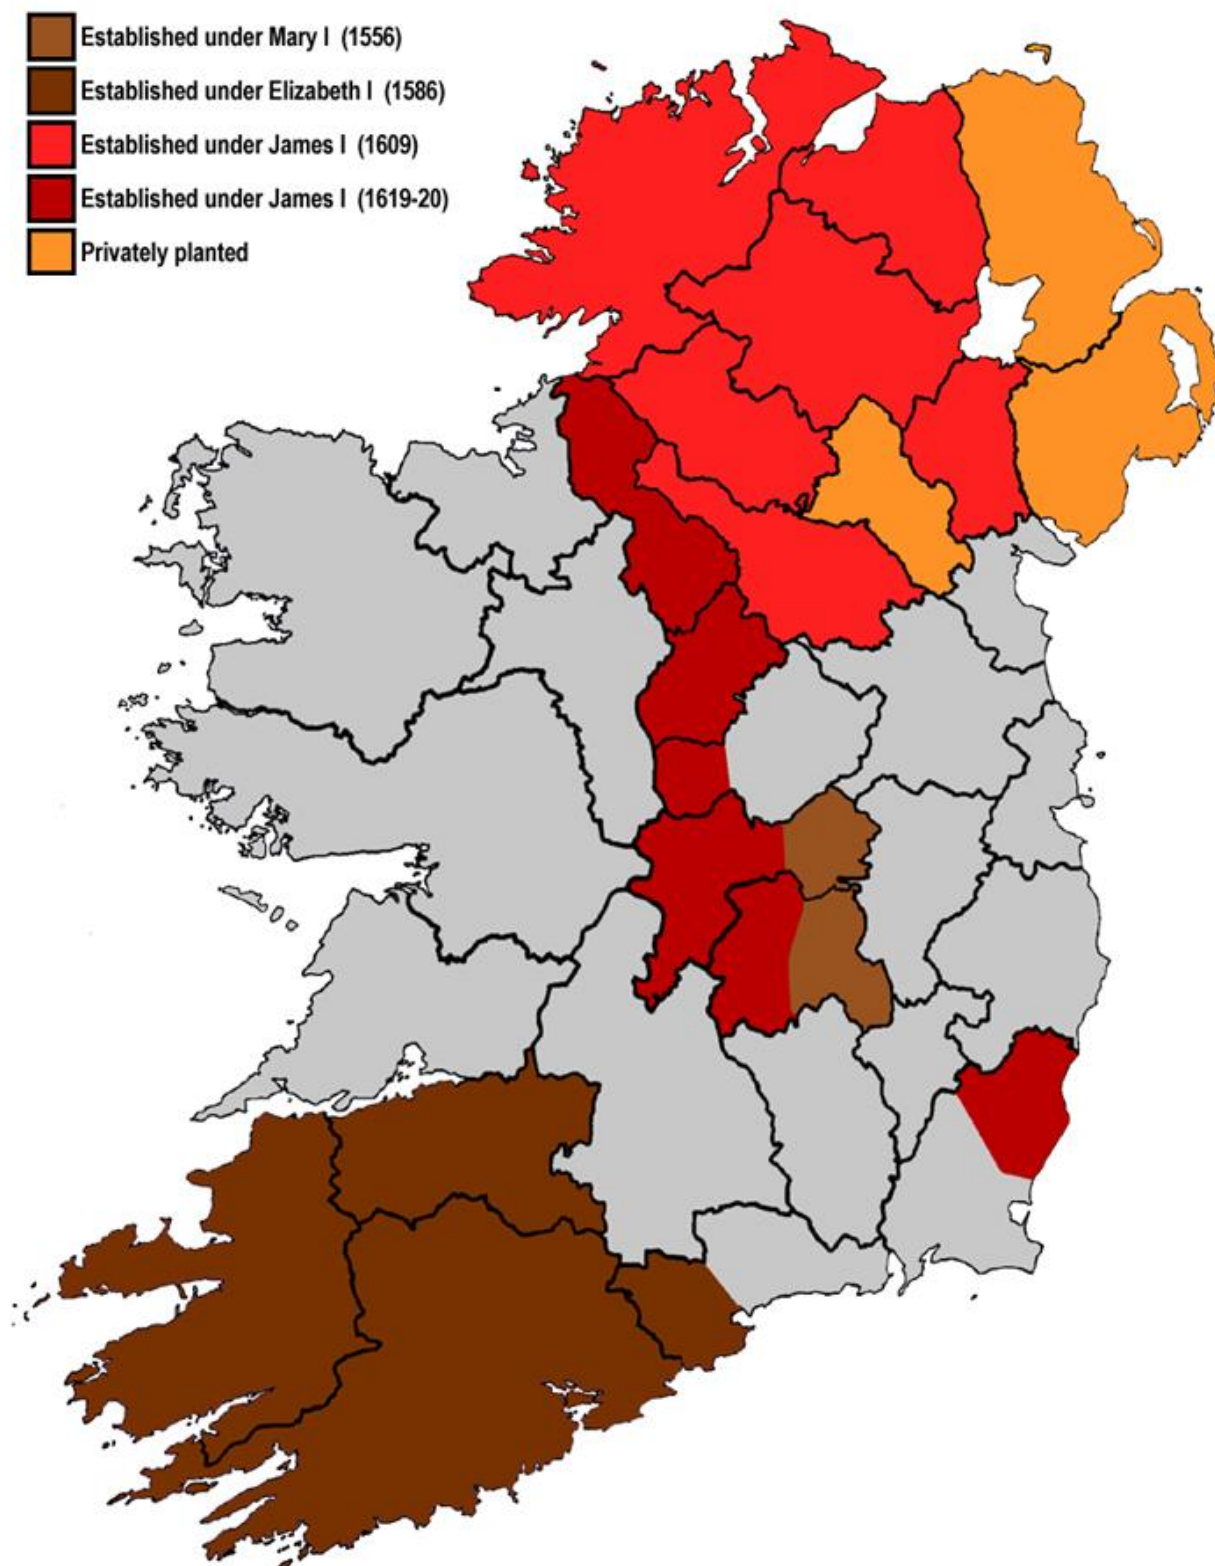 Established under Mary I (1556)
Established under Elizabeth I (1586)
Established under James I (1609)
Established under James I (1619-20)
Privately planted